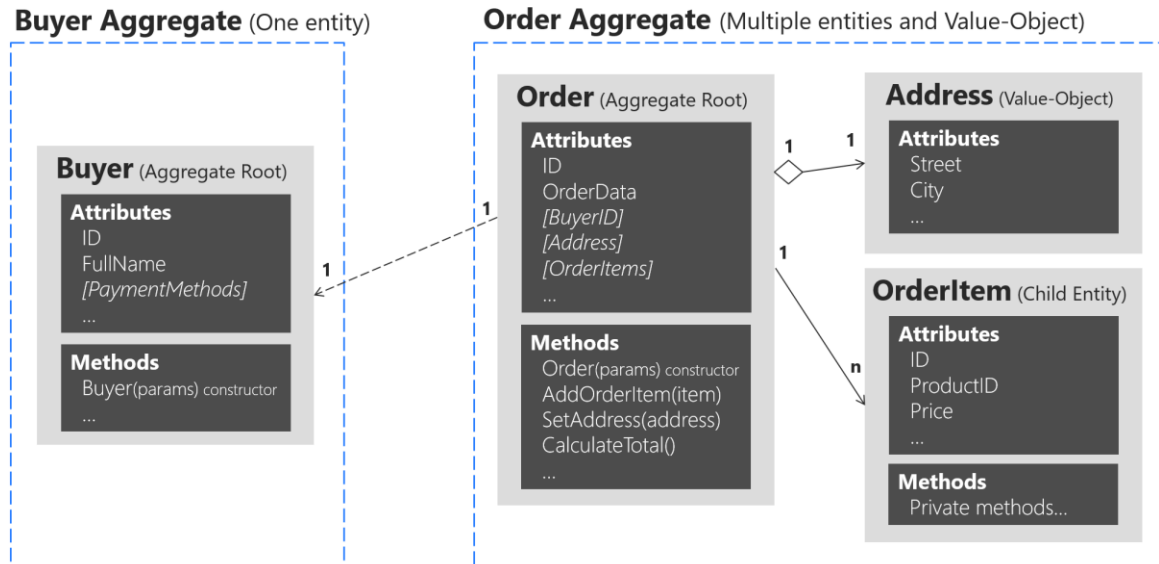 Buyer Aggregate (One entity)
Buyer (Aggregate Root)
Attributes
ID
FullName
[PaymentMethods]
...
Methods
Buyer(params) constructor
...
1
1
Order Aggregate (Multiple entities and Value-Object)
Order (Aggregate Root)
Attributes
ID
OrderData
[BuyerID]
[Address]
[OrderItems]
...
Methods
Order(params) constructor
AddOrderItem(item)
SetAddress(address)
CalculateTotal()
...
1
1
1
n
Address (Value-Object)
Attributes
Street
City
...
OrderItem (Child Entity)
Attributes
ID
ProductID
Price
...
Methods
Private methods...